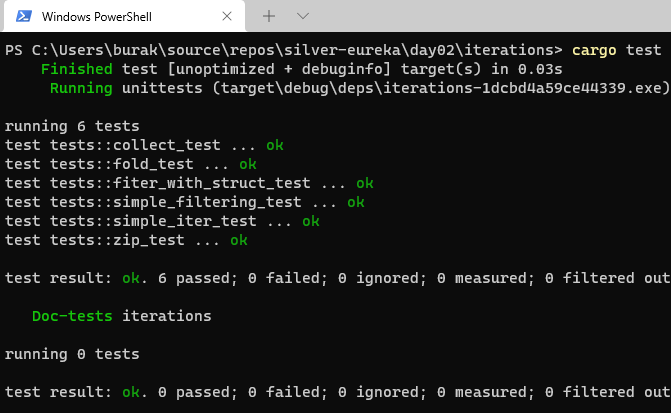 Windows PowerShell
PS C:\Users\burak\source\repos\silver-eureka\day02\iterations> cargo test
    Finished test [unoptimized + debuginfo] target(s) in 0.03s
     Running unittests (target\debug\deps\iterations-1dcbd4a59ce44339.exe)

running 6 tests
test tests::collect_test ... ok
test tests::fold_test ... ok
test tests::fiter_with_struct_test ... ok
test tests::simple_filtering_test ... ok
test tests::simple_iter_test ... ok
test tests::zip_test ... ok

test result: ok. 6 passed; 0 failed; 0 ignored; 0 measured; 0 filtered out

   Doc-tests iterations

running 0 tests

test result: ok. 0 passed; 0 failed; 0 ignored; 0 measured; 0 filtered out